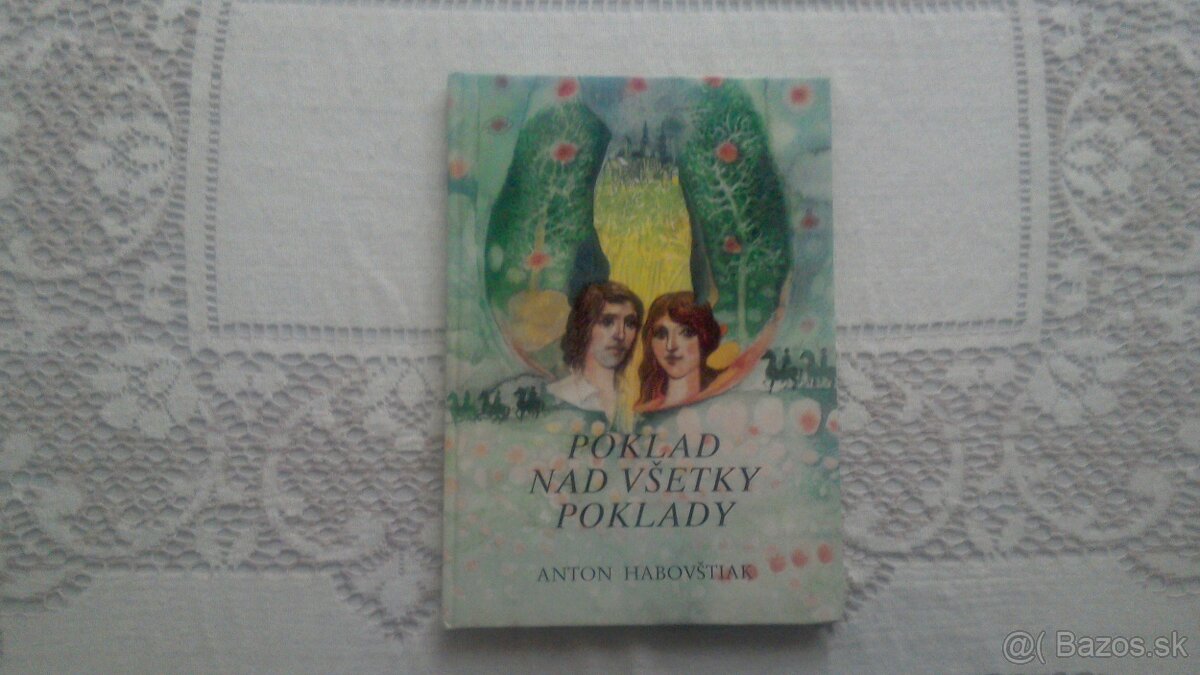 POKLAD
NAD VŠETKY
POKLADY
ANTON HABOVŠTIAK
@( Bazos.sk